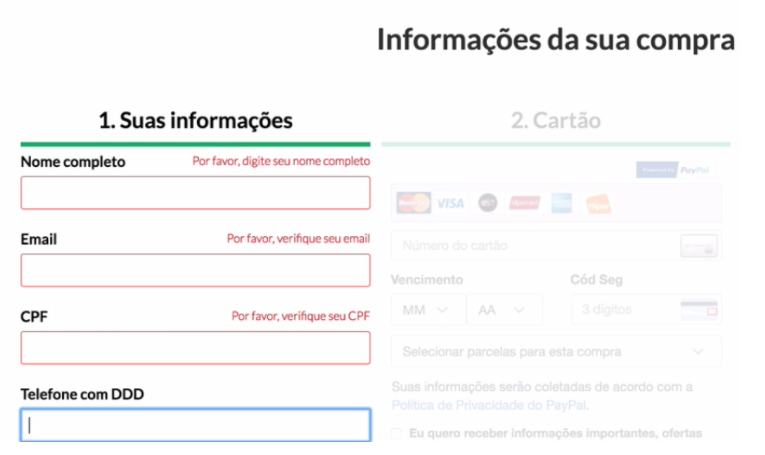 Informações da sua compra
1. Suas informações
Nome completo
Por favor, digite seu nome completo
Email
Por favor, verifique seu email
CPF
Por favor, verifique seu CPF
Telefone com DDD
2. Cartão
Powered by PayPal
VISA
Número do cartão
Vencimento
Cód Seg
MM
AA
3 dígitos
Selecionar parcelas para esta compra
Suas informações serão coletadas de acordo com a
Política de Privacidade do PayPal.
Eu quero receber informações importantes, ofertas